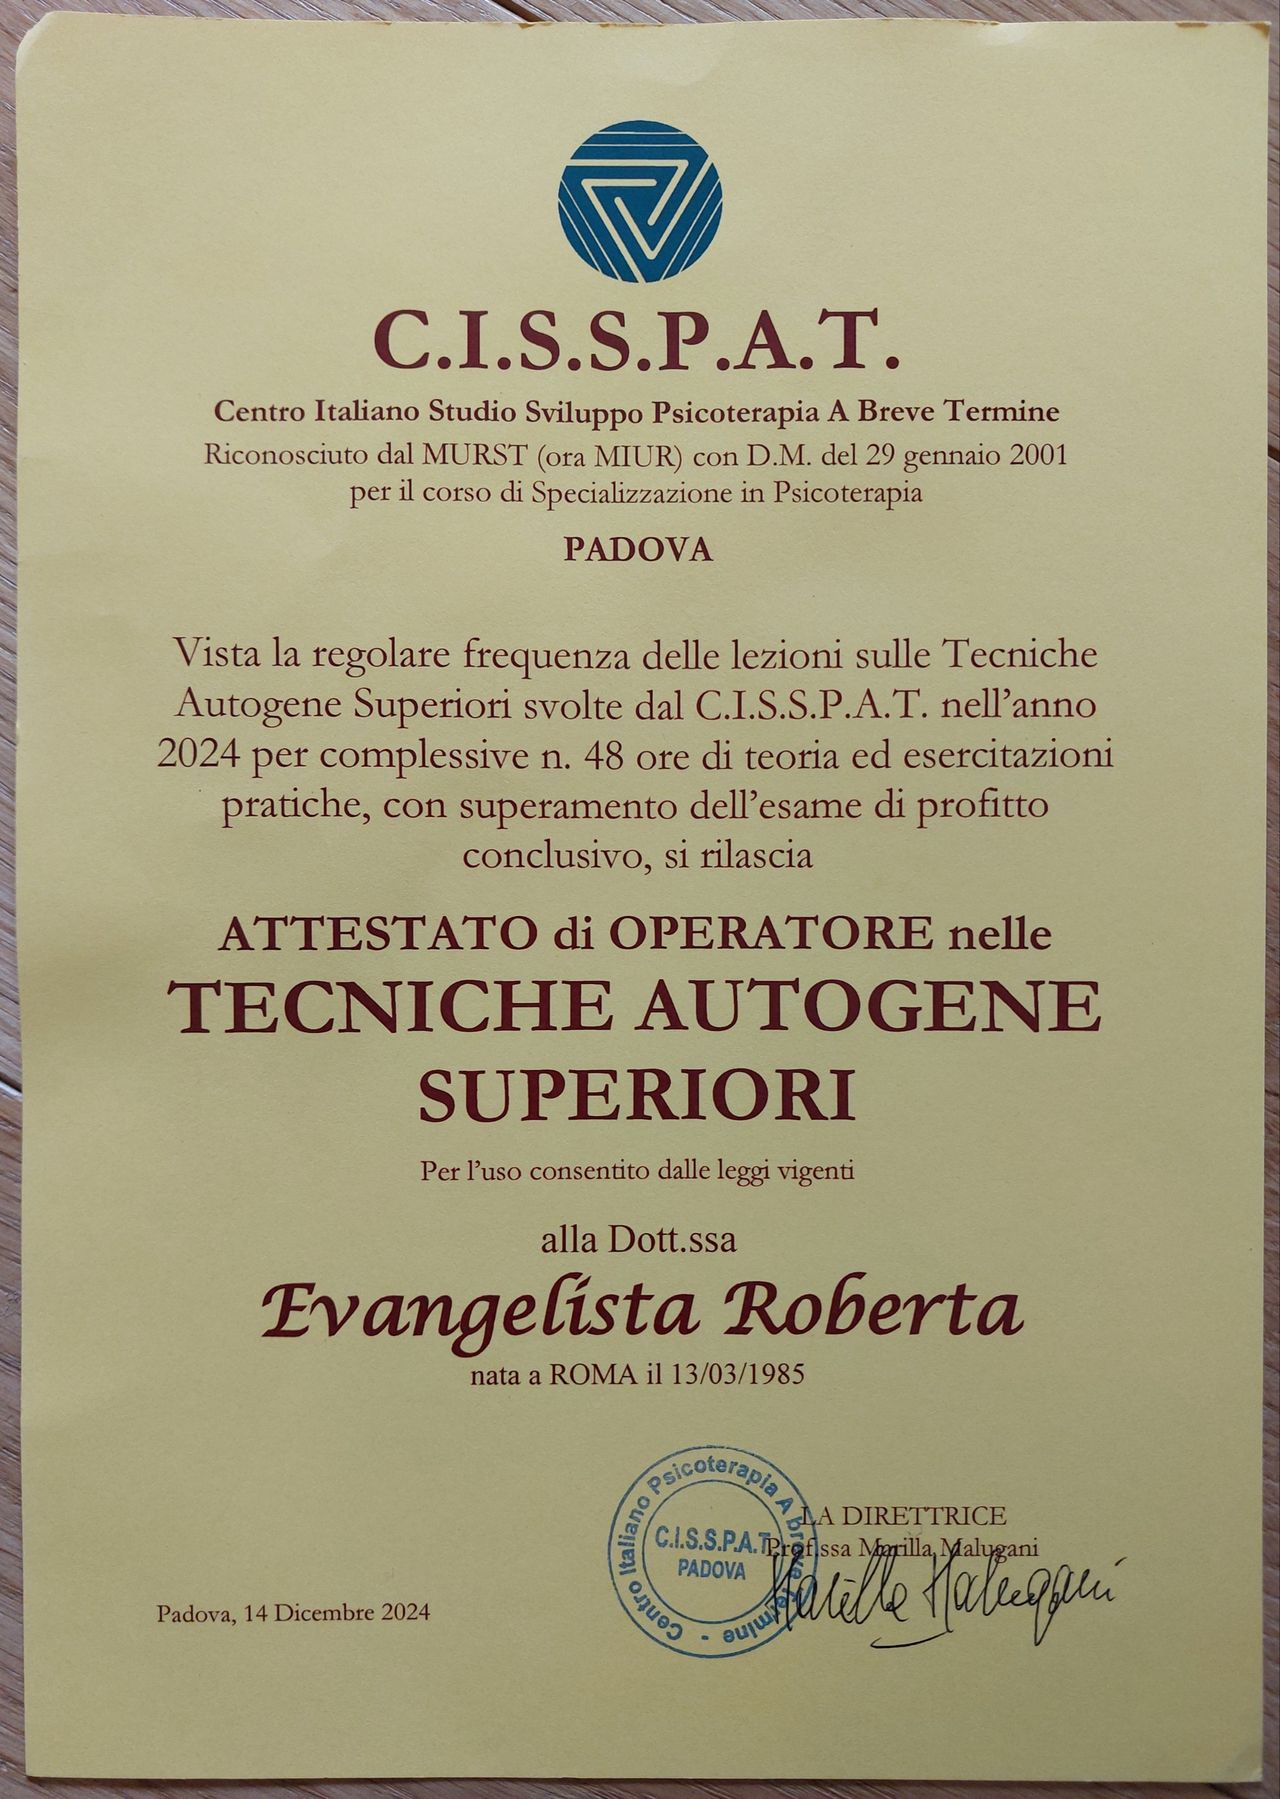 C.I.S.S.P.A.T.
Centro Italiano Studio Sviluppo Psicoterapia A Breve Termine
Riconosciuto dal MURST (ora MIUR) con D.M. del 29 gennaio 2001
per il corso di Specializzazione in Psicoterapia
PADOVA
Vista la regolare frequenza delle lezioni sulle Tecniche
Autogene Superiori svolte dal C.I.S.S.P.A.T. nell'anno
2024 per complessive n. 48 ore di teoria ed esercitazioni
pratiche, con superamento dell'esame di profitto
conclusivo, si rilascia
ATTESTATO di OPERATORE nelle
TECNICHE AUTOGENE
SUPERIORI
Per l'uso consentito dalle leggi vigenti
alla Dott.ssa
Evangelista Roberta
nata a ROMA il 13/03/1985
LA DIRETTRICE
Prof.ssa Marilla Malugani
Marilla Malugani
Centro Italiano Psicoterapia A breve Termine -
C.I.S.S.P.A.T.
PADOVA
Padova, 14 Dicembre 2024